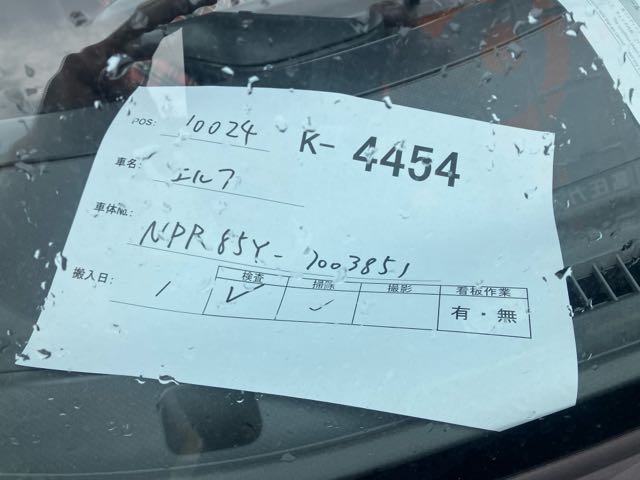 POS: 10024 K- 4454
車名: エルフ
車体No. NPR85Y-7003851
搬入日: /
検査 掃除 撮影 看板作業
✓ ✓ 有・無